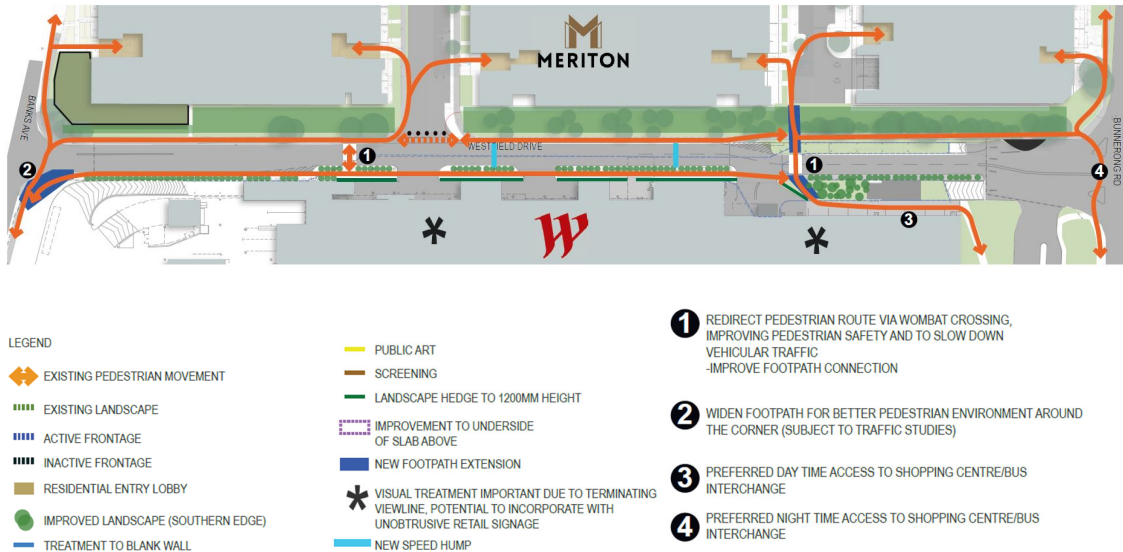 MERITON
BANKS AVE
WESTFIELD DRIVE
BUNNERONG RD
1
1
2
3
4
LEGEND
EXISTING PEDESTRIAN MOVEMENT
EXISTING LANDSCAPE
ACTIVE FRONTAGE
INACTIVE FRONTAGE
RESIDENTIAL ENTRY LOBBY
IMPROVED LANDSCAPE (SOUTHERN EDGE)
TREATMENT TO BLANK WALL
PUBLIC ART
SCREENING
LANDSCAPE HEDGE TO 1200MM HEIGHT
IMPROVEMENT TO UNDERSIDE
OF SLAB ABOVE
NEW FOOTPATH EXTENSION
VISUAL TREATMENT IMPORTANT DUE TO TERMINATING
VIEWLINE, POTENTIAL TO INCORPORATE WITH
UNOBTRUSIVE RETAIL SIGNAGE
NEW SPEED HUMP
1 REDIRECT PEDESTRIAN ROUTE VIA WOMBAT CROSSING,
IMPROVING PEDESTRIAN SAFETY AND TO SLOW DOWN
VEHICULAR TRAFFIC
-IMPROVE FOOTPATH CONNECTION
2 WIDEN FOOTPATH FOR BETTER PEDESTRIAN ENVIRONMENT AROUND
THE CORNER (SUBJECT TO TRAFFIC STUDIES)
3 PREFERRED DAY TIME ACCESS TO SHOPPING CENTRE/BUS
INTERCHANGE
4 PREFERRED NIGHT TIME ACCESS TO SHOPPING CENTRE/BUS
INTERCHANGE